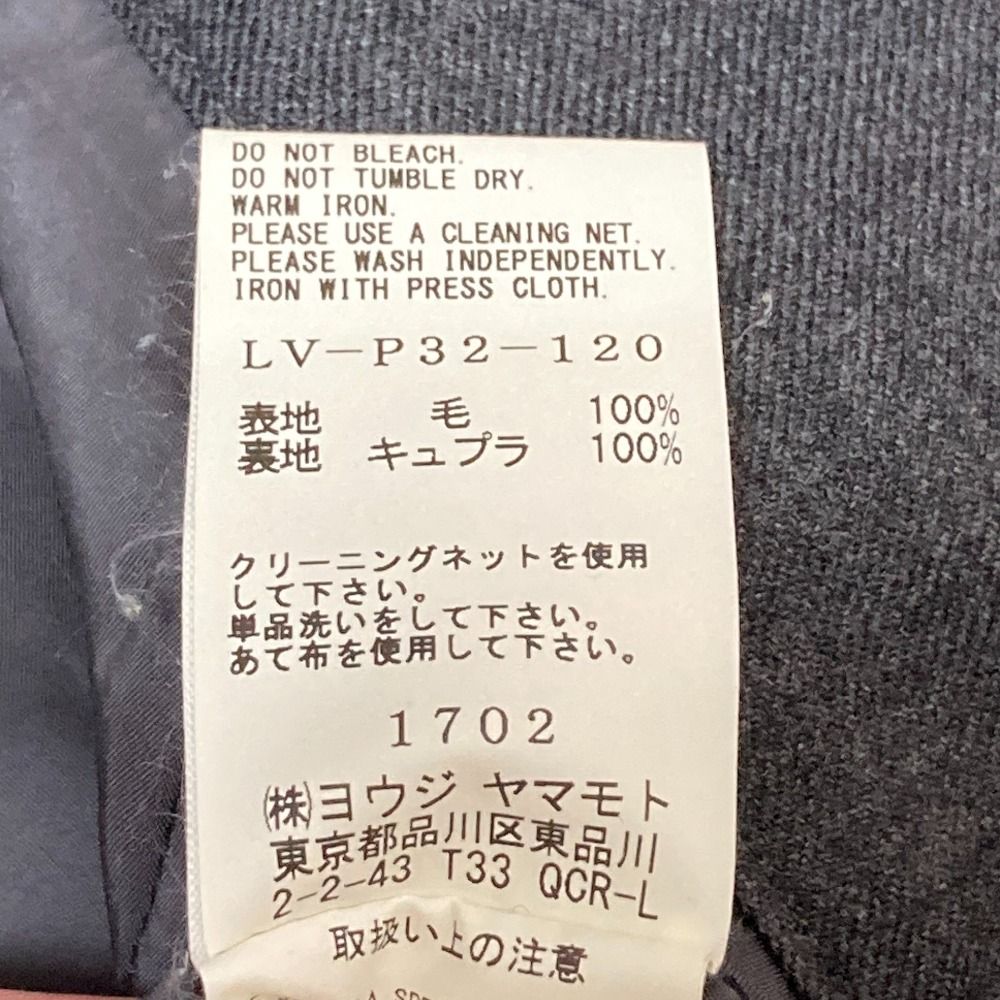 DO NOT BLEACH.
DO NOT TUMBLE DRY.
WARM IRON.
PLEASE USE A CLEANING NET.
PLEASE WASH INDEPENDENTLY.
IRON WITH PRESS CLOTH.
LV-P32-120
表地 毛 100%
裏地 キュプラ 100%
クリーニングネットを使用
して下さい。
単品洗いをして下さい。
あて布を使用して下さい。
1702
(株)ヨウジ ヤマモト
東京都品川区東品川
2-2-43 T33 QCR-L
取扱い上の注意